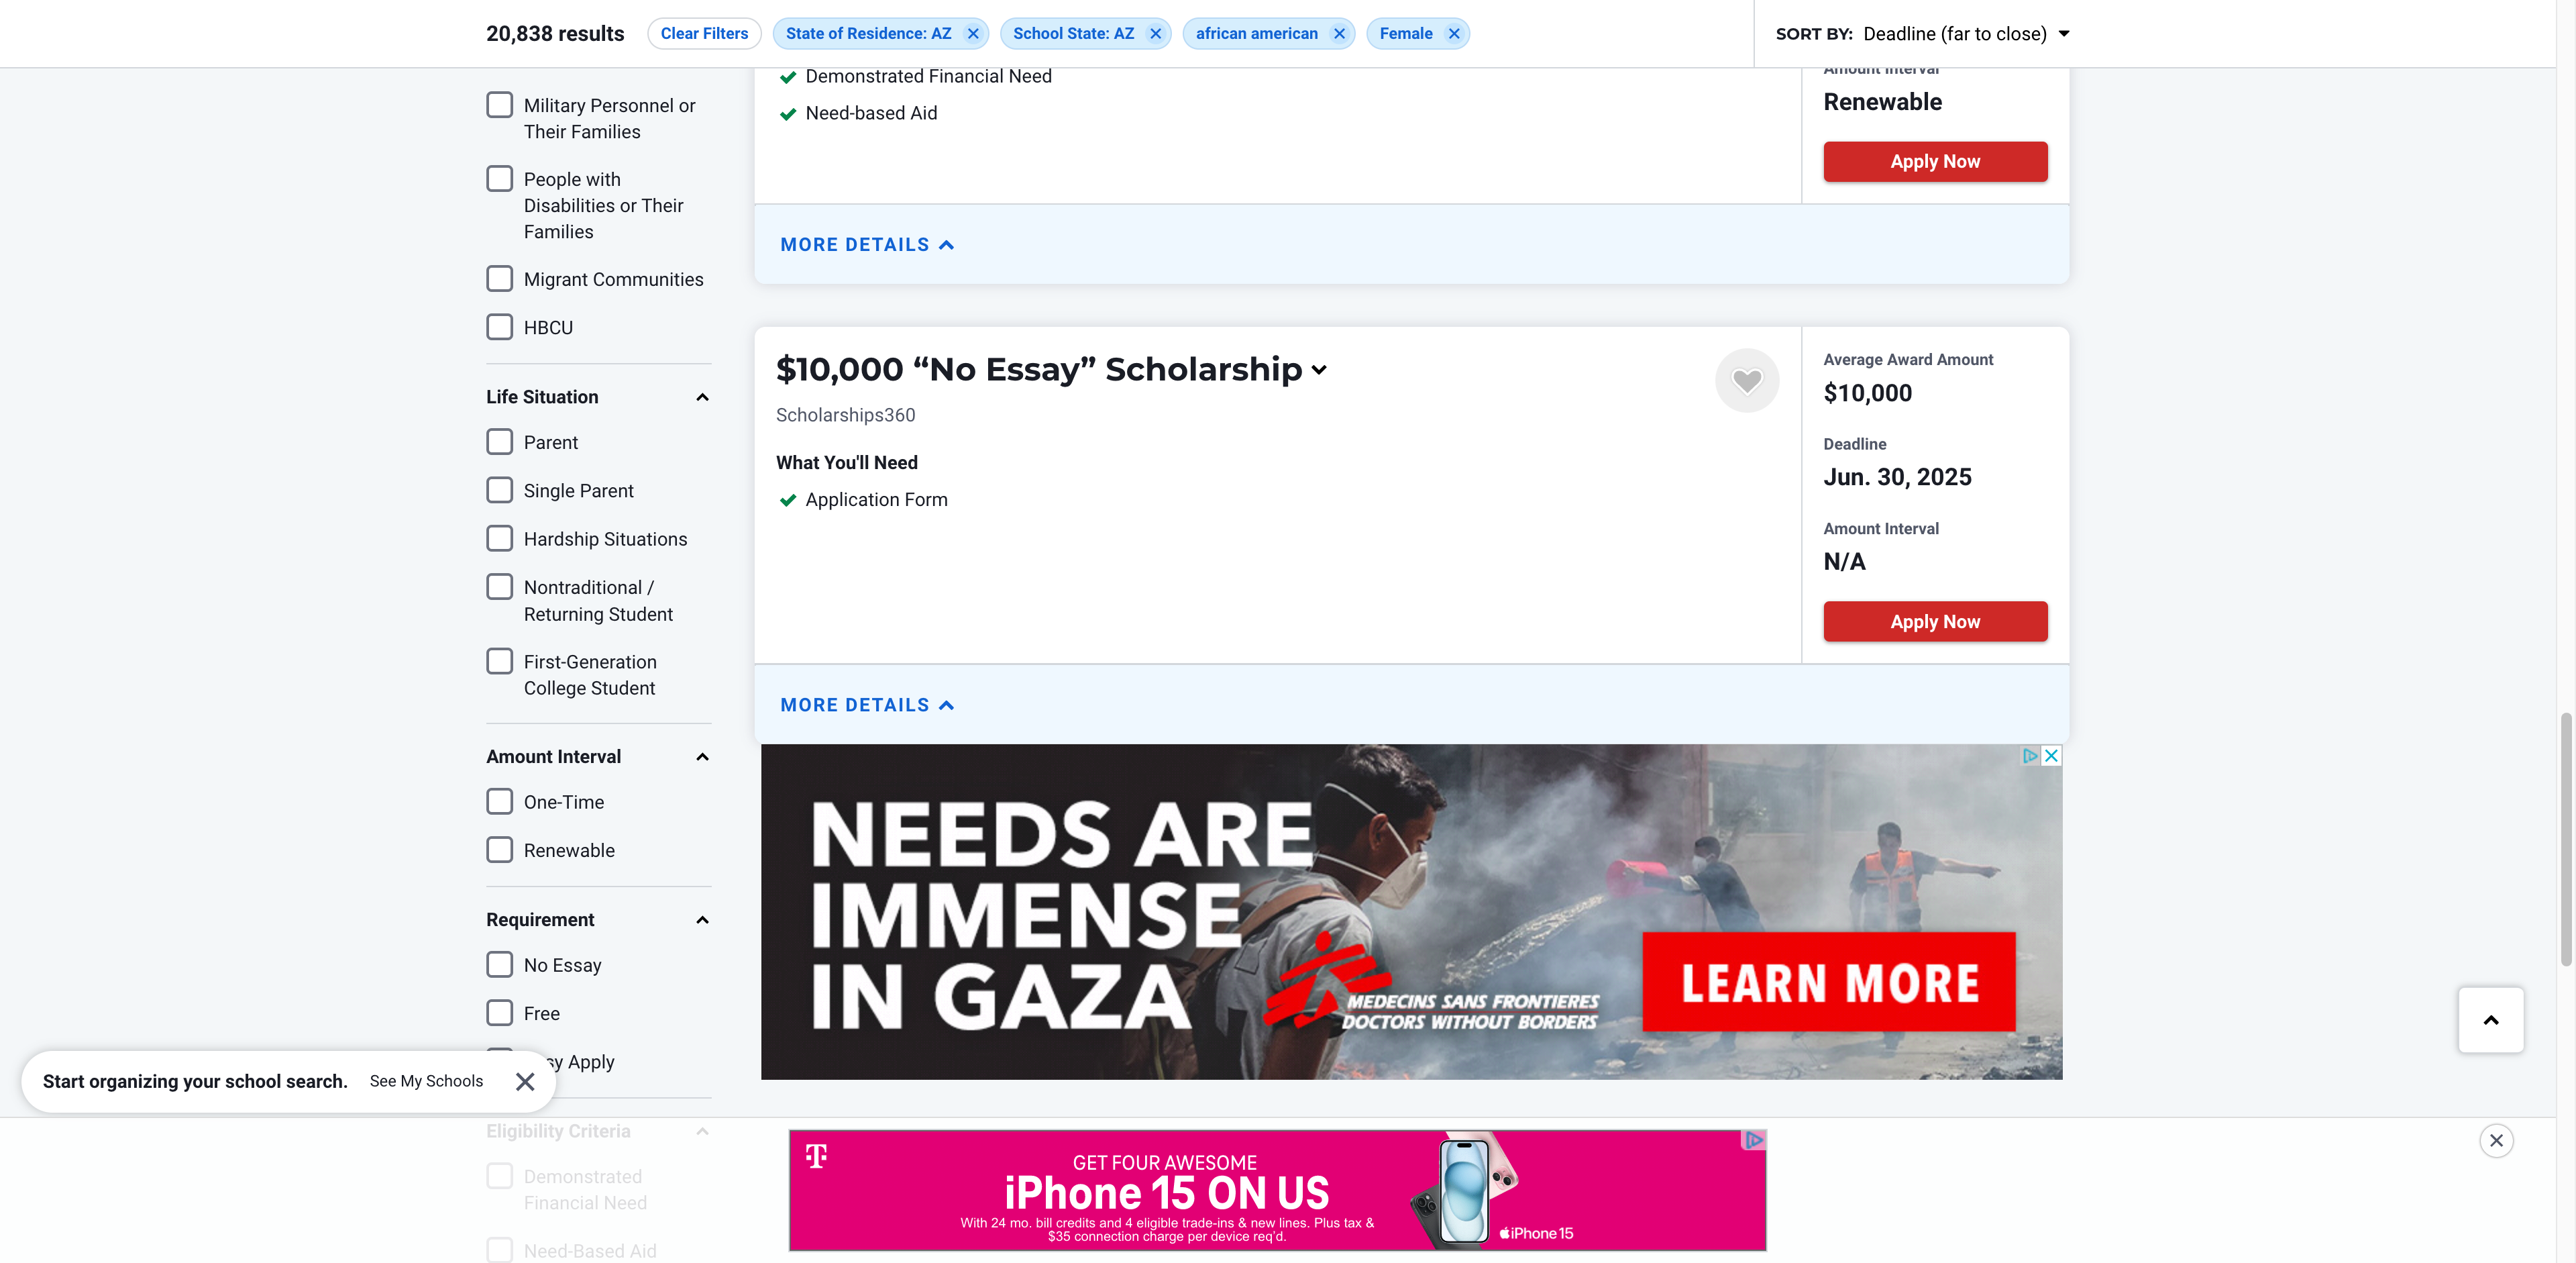 20,838 results
Clear Filters
State of Residence: AZ
School State: AZ
african american
Female
SORT BY: Deadline (far to close)
Military Personnel or
Their Families
People with
Disabilities or Their
Families
Migrant Communities
HBCU
Life Situation
Parent
Single Parent
Hardship Situations
Nontraditional /
Returning Student
First-Generation
College Student
Amount Interval
One-Time
Renewable
Requirement
No Essay
Free
sy Apply
Eligibility Criteria
Demonstrated
Financial Need
Need-Based Aid
Demonstrated Financial Need
Need-based Aid
Amount Interval
Renewable
Apply Now
MORE DETAILS
$10,000 “No Essay” Scholarship
Scholarships360
What You'll Need
Application Form
Average Award Amount
$10,000
Deadline
Jun. 30, 2025
Amount Interval
N/A
Apply Now
MORE DETAILS
NEEDS ARE
IMMENSE
IN GAZA
MEDECINS SANS FRONTIERES
DOCTORS WITHOUT BORDERS
LEARN MORE
Start organizing your school search.
See My Schools
T
GET FOUR AWESOME
iPhone 15 ON US
With 24 mo. bill credits and 4 eligible trade-ins & new lines. Plus tax &
$35 connection charge per device req'd.
iPhone 15